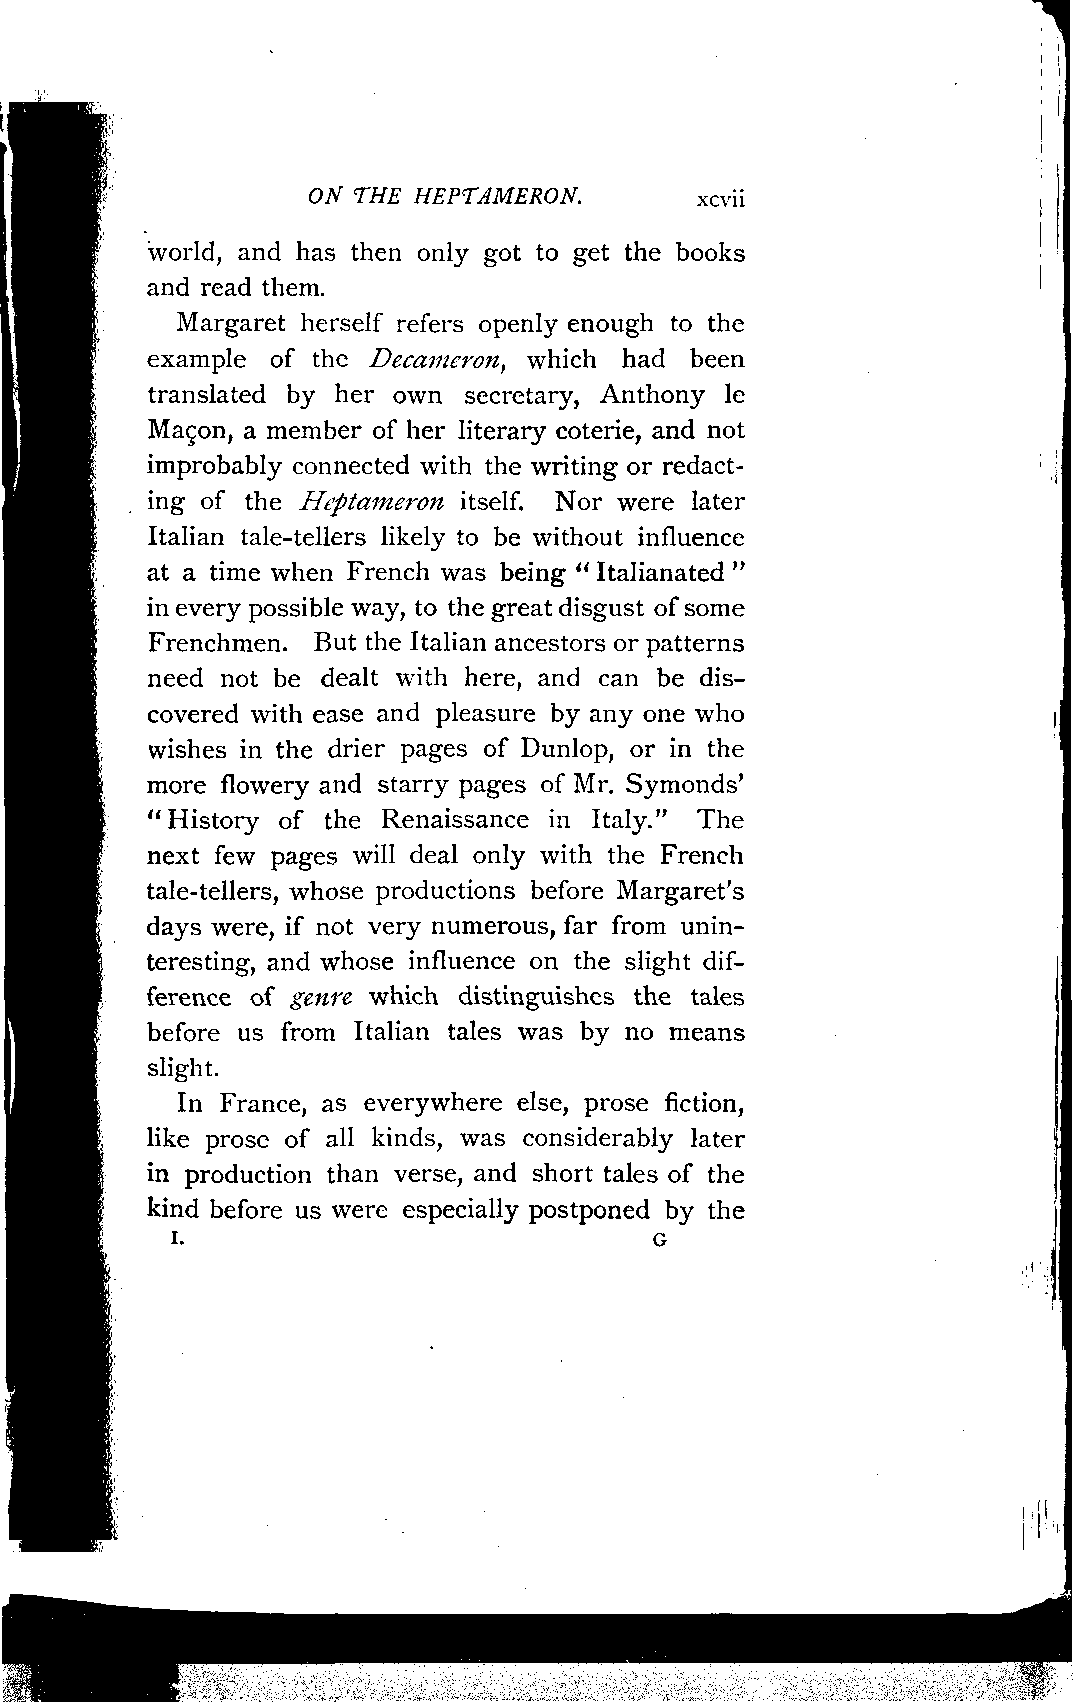 ON THE HEPTAMERON. xcvii
world, and has then only got to get the books
and read them.
Margaret herself refers openly enough to the
example of the Decameron, which had been
translated by her own secretary, Anthony le
Maçon, a member of her literary coterie, and not
improbably connected with the writing or redact-
ing of the Heptameron itself. Nor were later
Italian tale-tellers likely to be without influence
at a time when French was being “Italianated”
in every possible way, to the great disgust of some
Frenchmen. But the Italian ancestors or patterns
need not be dealt with here, and can be dis-
covered with ease and pleasure by any one who
wishes in the drier pages of Dunlop, or in the
more flowery and starry pages of Mr. Symonds’
“History of the Renaissance in Italy.” The
next few pages will deal only with the French
tale-tellers, whose productions before Margaret’s
days were, if not very numerous, far from unin-
teresting, and whose influence on the slight dif-
ference of genre which distinguishes the tales
before us from Italian tales was by no means
slight.
In France, as everywhere else, prose fiction,
like prose of all kinds, was considerably later
in production than verse, and short tales of the
kind before us were especially postponed by the
I. G